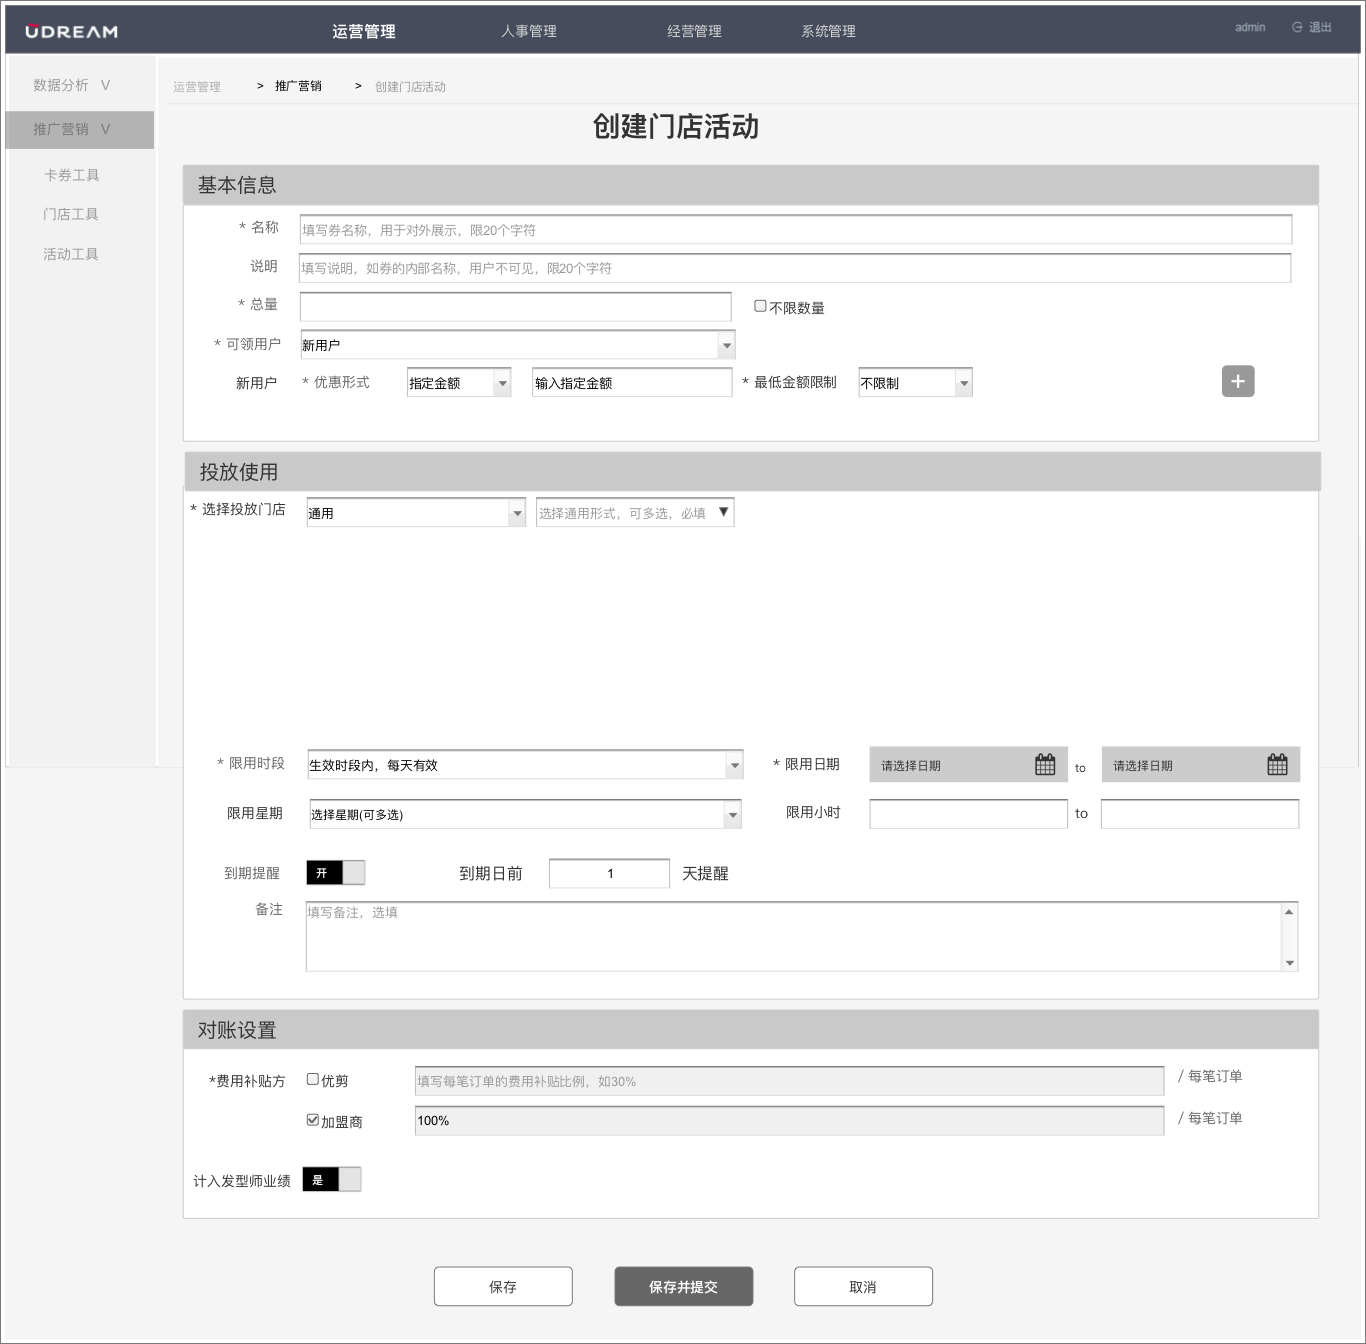 UDREAM 运营管理 人事管理 经营管理 系统管理 admin 退出
数据分析 V
推广营销 V
卡券工具
门店工具
活动工具
运营管理 > 推广营销 > 创建门店活动
创建门店活动
基本信息
* 名称 填写券名称，用于对外展示，限20个字符
说明 填写说明，如券的内部名称，用户不可见，限20个字符
* 总量 不限数量
* 可领用户 新用户
新用户 * 优惠形式 指定金额 输入指定金额 * 最低金额限制 不限制 +
投放使用
* 选择投放门店 通用 选择通用形式，可多选，必填 ▼
* 限用时段 生效时段内，每天有效 * 限用日期 请选择日期 to 请选择日期
限用星期 选择星期(可多选) 限用小时 to
到期提醒 开 到期日前 1 天提醒
备注 填写备注，选填
对账设置
*费用补贴方 优剪 填写每笔订单的费用补贴比例，如30% / 每笔订单
加盟商 100% / 每笔订单
计入发型师业绩 是
保存 保存并提交 取消